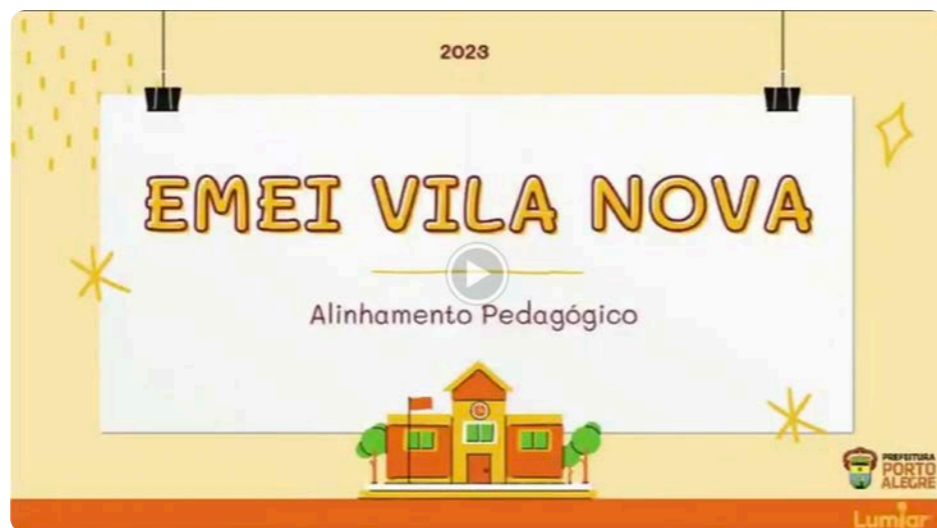 2023
EMEI VILA NOVA
Alinhamento Pedagógico
PREFEITURA
PORTO
ALEGRE
Lumiar